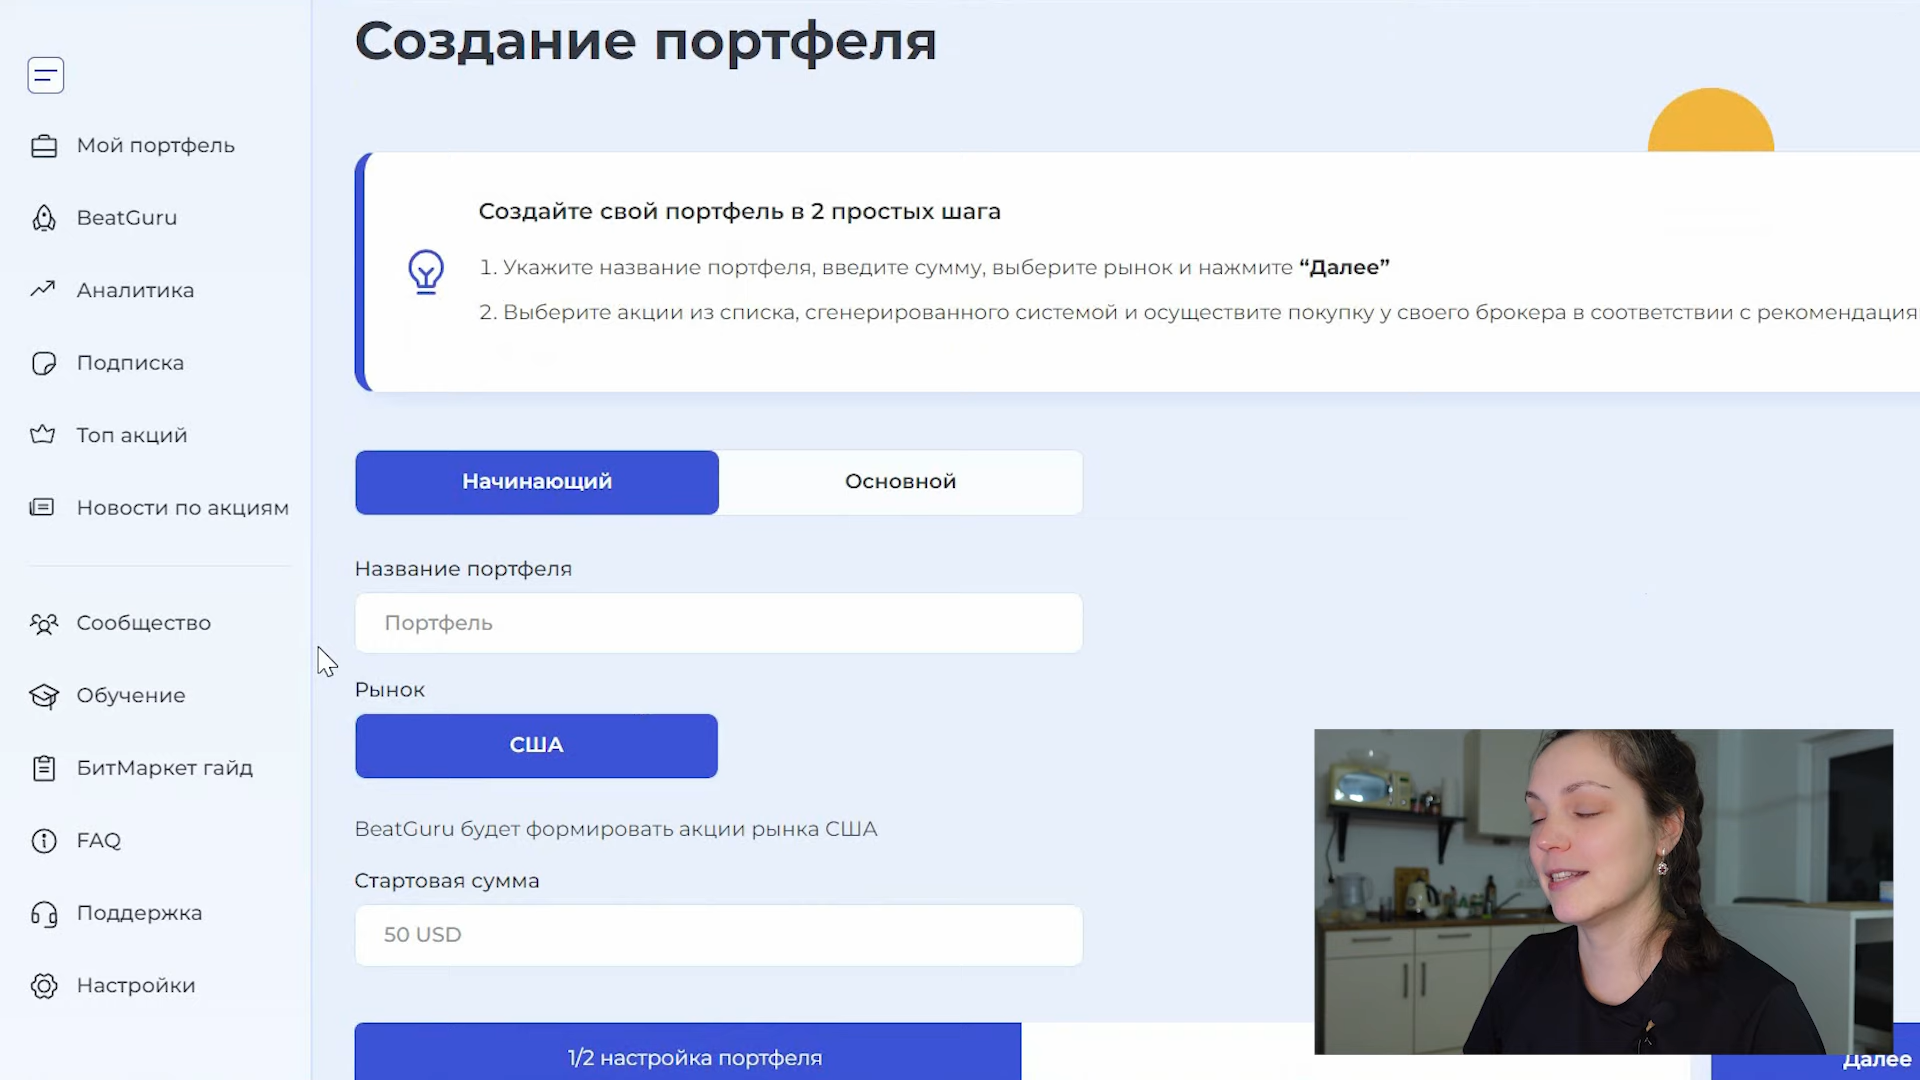 Создание портфеля
Мой портфель
BeatGuru
Аналитика
Подписка
Топ акций
Новости по акциям
Сообщество
Обучение
БитМаркет гайд
FAQ
Поддержка
Настройки
Создайте свой портфель в 2 простых шага
1. Укажите название портфеля, введите сумму, выберите рынок и нажмите “Далее”
2. Выберите акции из списка, сгенерированного системой и осуществите покупку у своего брокера в соответствии с рекомендация
Начинающий
Основной
Название портфеля
Портфель
Рынок
США
BeatGuru будет формировать акции рынка США
Стартовая сумма
50 USD
1/2 настройка портфеля
Далее